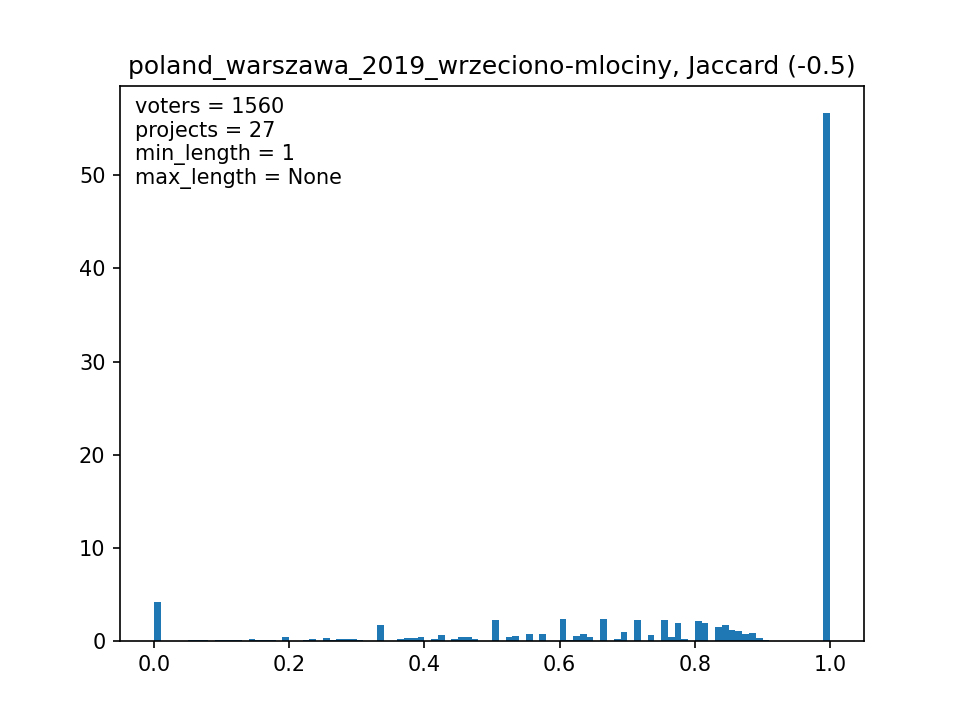 poland_warszawa_2019_wrzeciono-mlociny, Jaccard (-0.5)
voters = 1560
projects = 27
min_length = 1
max_length = None
50
40
30
20
10
0
0.0 0.2 0.4 0.6 0.8 1.0